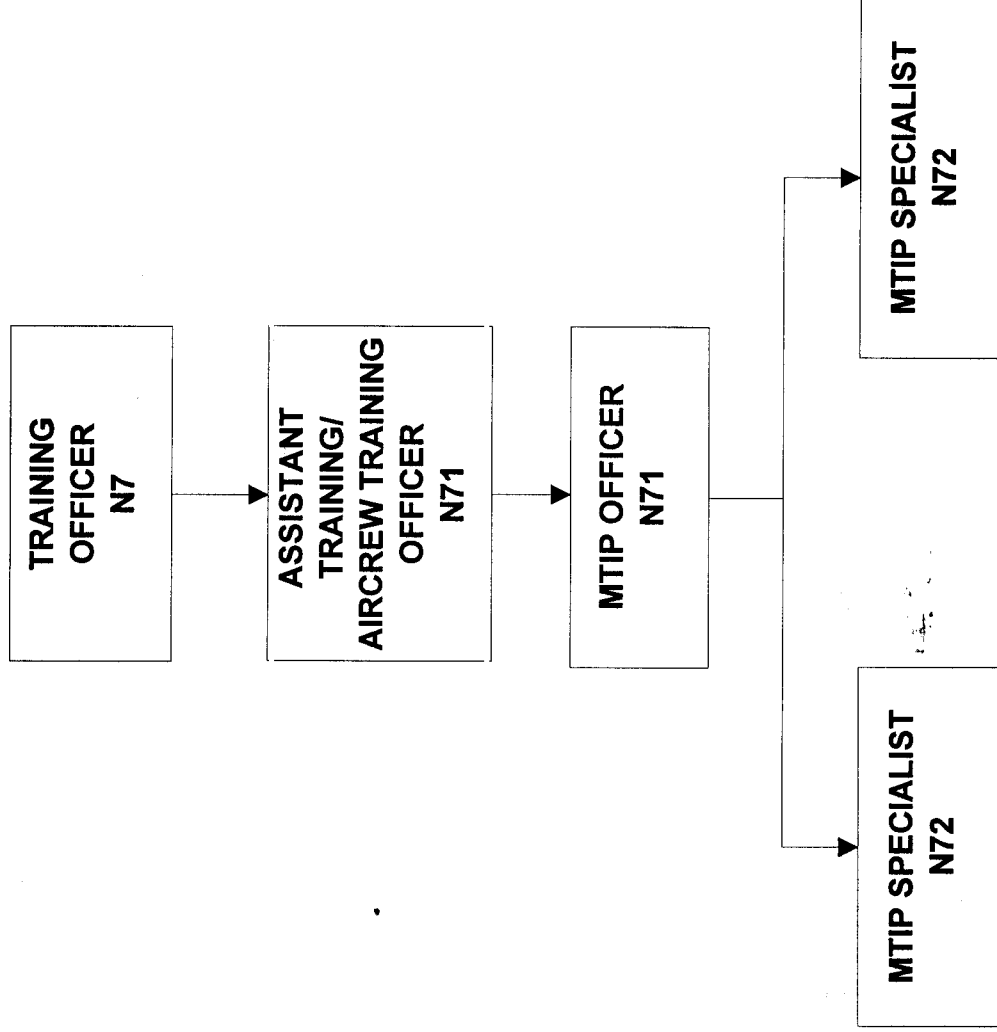 TRAINING
OFFICER
N7
ASSISTANT
TRAINING/
AIRCREW TRAINING
OFFICER
N71
MTIP OFFICER
N71
MTIP SPECIALIST
N72
MTIP SPECIALIST
N72